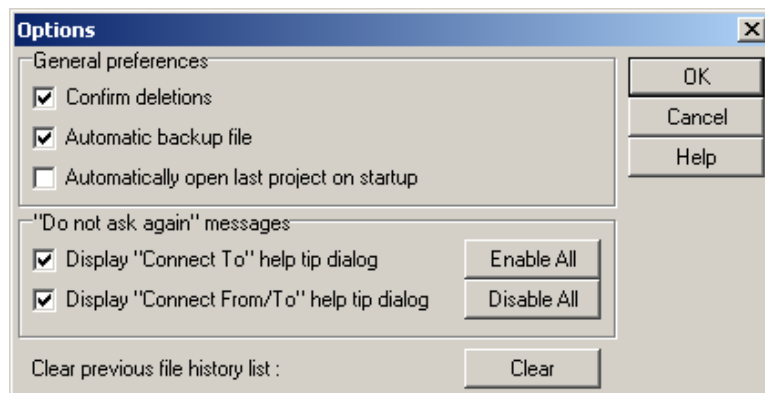 Options
General preferences
OK
Confirm deletions
Cancel
Automatic backup file
Help
Automatically open last project on startup
"Do not ask again" messages
Display "Connect To" help tip dialog
Enable All
Display "Connect From/To" help tip dialog
Disable All
Clear previous file history list :
Clear